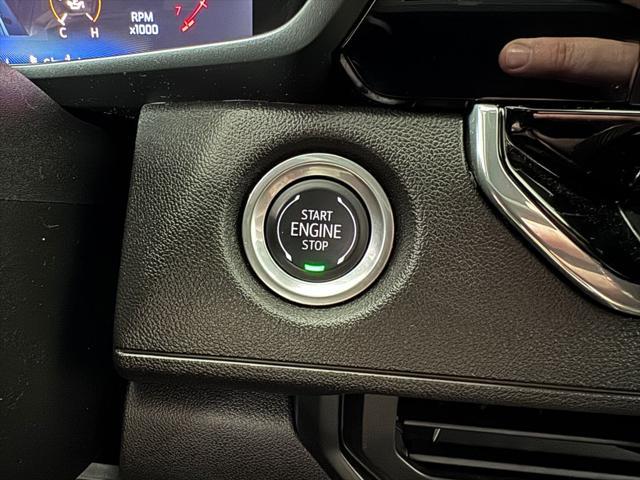 RPM
x1000
7
C H
START
ENGINE
STOP